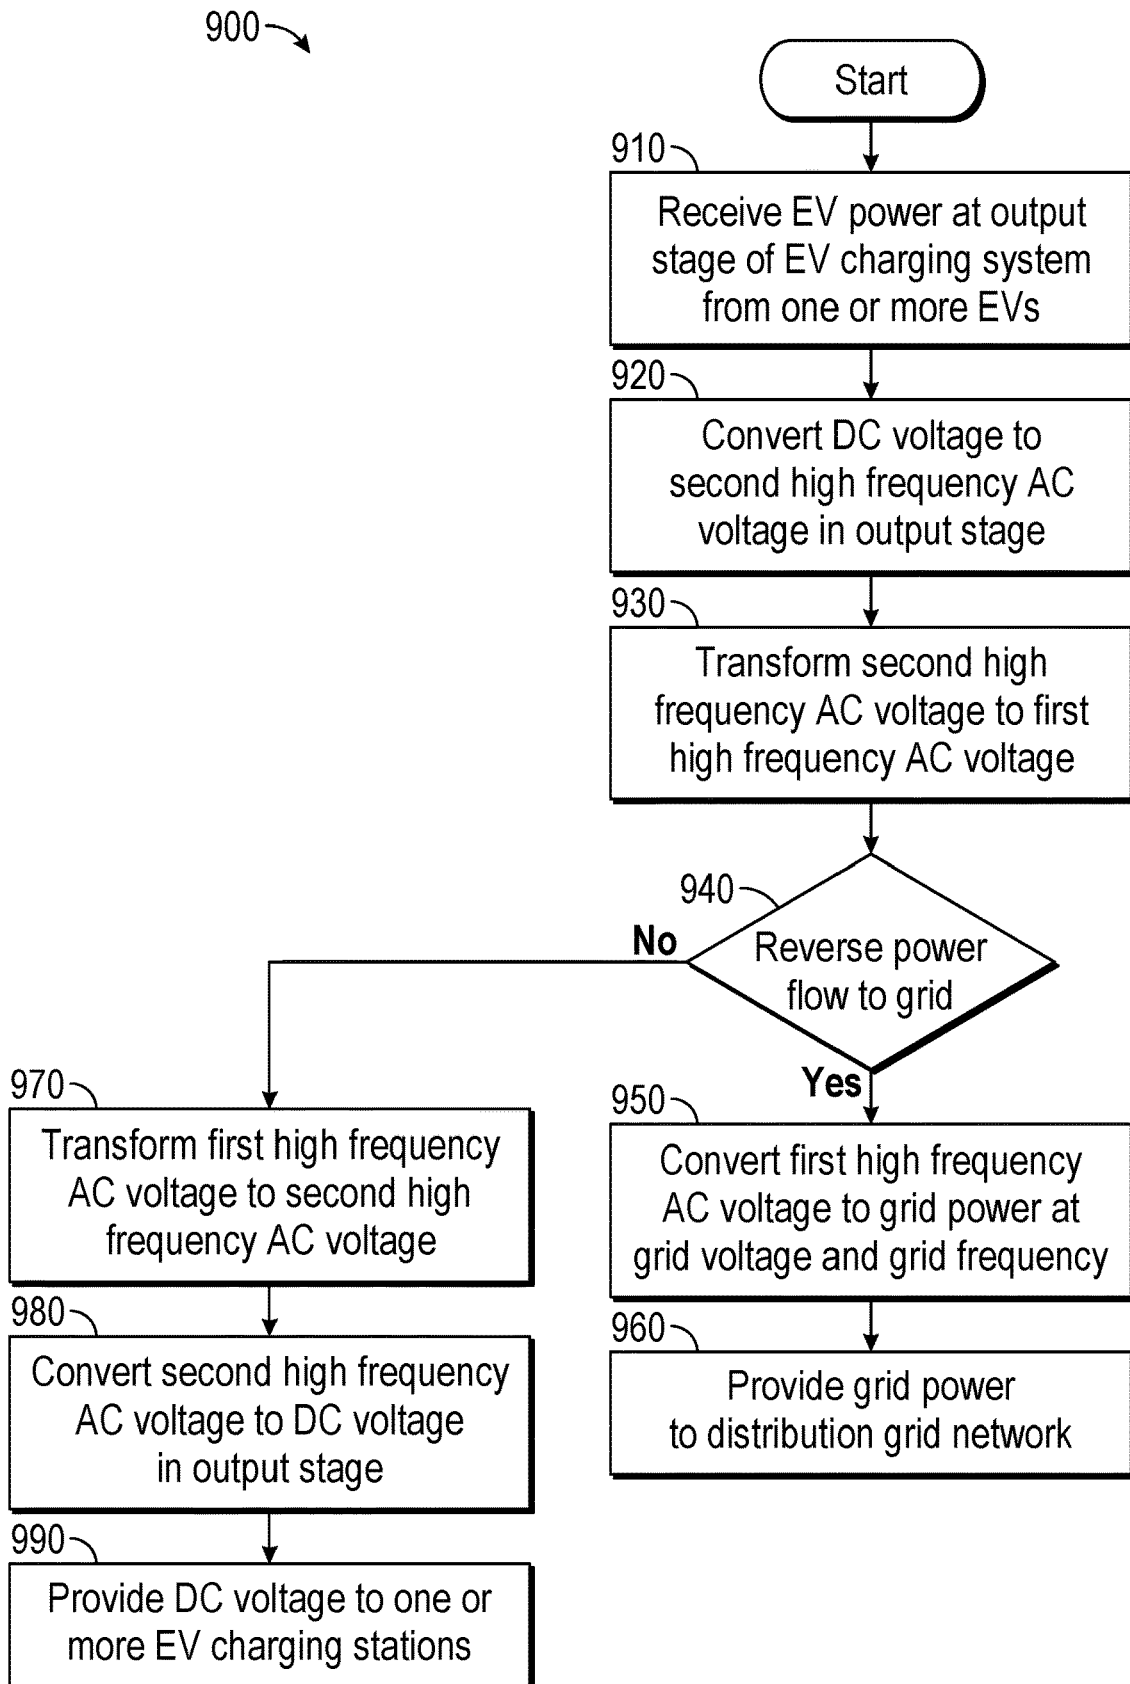 900
Start
910
Receive EV power at output
stage of EV charging system
from one or more EVs
920
Convert DC voltage to
second high frequency AC
voltage in output stage
930
Transform second high
frequency AC voltage to first
high frequency AC voltage
940
Reverse power
flow to grid
No
Yes
970
Transform first high frequency
AC voltage to second high
frequency AC voltage
980
Convert second high frequency
AC voltage to DC voltage
in output stage
990
Provide DC voltage to one or
more EV charging stations
950
Convert first high frequency
AC voltage to grid power at
grid voltage and grid frequency
960
Provide grid power
to distribution grid network